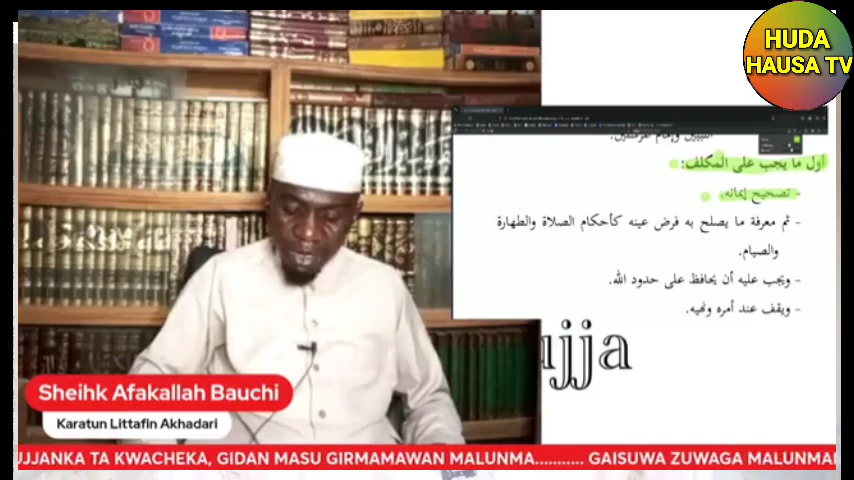 HUDA
HAUSA TV
أول ما يجب على المكلف:
- تصحيح إيمانه.
- ثم معرفة ما يصلح به فرض عينه كأحكام الصلاة والطهارة
والصيام.
- ويجب عليه أن يحافظ على حدود الله.
- ويقف عند أمره ونهيه.
ujja
Sheihk Afakallah Bauchi
Karatun Littafin Akhadari
UJJANKA TA KWACHEKA, GIDAN MASU GIRMAMAWAN MALUNMA........... GAISUWA ZUWAGA MALUNMA